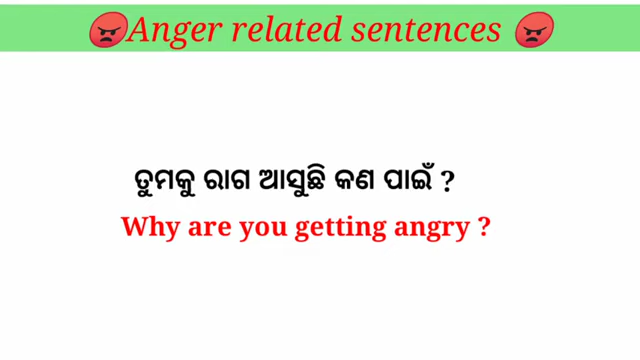 😡Anger related sentences 😡
ତୁମକୁ ରାଗ ଆସୁଛି କଣ ପାଇଁ ?
Why are you getting angry ?